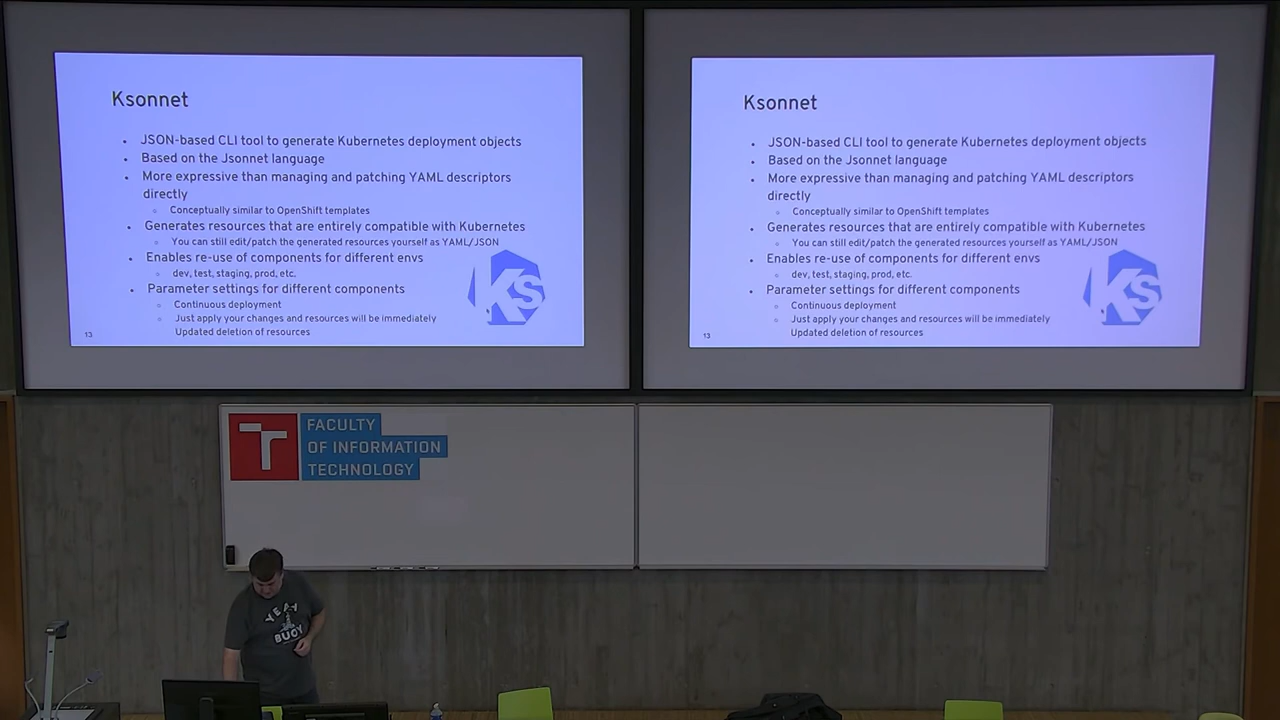 Ksonnet
JSON-based CLI tool to generate Kubernetes deployment objects
Based on the Jsonnet language
More expressive than managing and patching YAML descriptors
directly
Conceptually similar to OpenShift templates
Generates resources that are entirely compatible with Kubernetes
You can still edit/patch the generated resources yourself as YAML/JSON
Enables re-use of components for different envs
dev, test, staging, prod, etc.
Parameter settings for different components
Continuous deployment
Just apply your changes and resources will be immediately
Updated deletion of resources
13
KS
Ksonnet
JSON-based CLI tool to generate Kubernetes deployment objects
Based on the Jsonnet language
More expressive than managing and patching YAML descriptors
directly
Conceptually similar to OpenShift templates
Generates resources that are entirely compatible with Kubernetes
You can still edit/patch the generated resources yourself as YAML/JSON
Enables re-use of components for different envs
dev, test, staging, prod, etc.
Parameter settings for different components
Continuous deployment
Just apply your changes and resources will be immediately
Updated deletion of resources
13
KS
T
FACULTY
OF INFORMATION
TECHNOLOGY
YEAH
BUOY